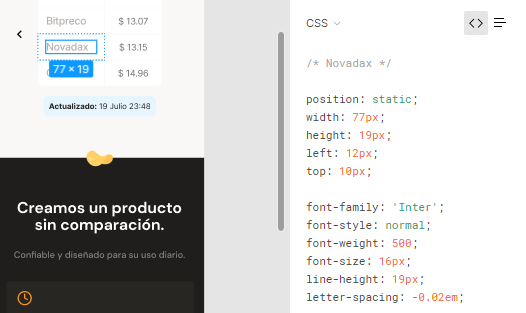 Bitpreco $ 13.07
Novadax $ 13.15
77 × 19
$ 14.96
Actualizado: 19 Julio 23:48
Creamos un producto
sin comparación.
Confiable y diseñado para su uso diario.
CSS
/* Novadax */
position: static;
width: 77px;
height: 19px;
left: 12px;
top: 10px;
font-family: 'Inter';
font-style: normal;
font-weight: 500;
font-size: 16px;
line-height: 19px;
letter-spacing: -0.02em;